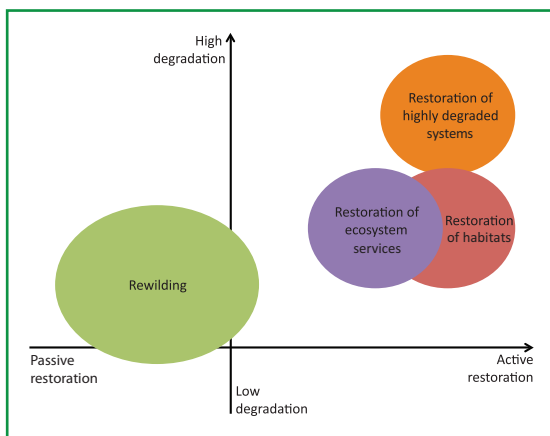 High
degradation
Restoration of
highly degraded
systems
Restoration of
ecosystem
services
Restoration
of habitats
Rewilding
Passive
restoration
Active
restoration
Low
degradation